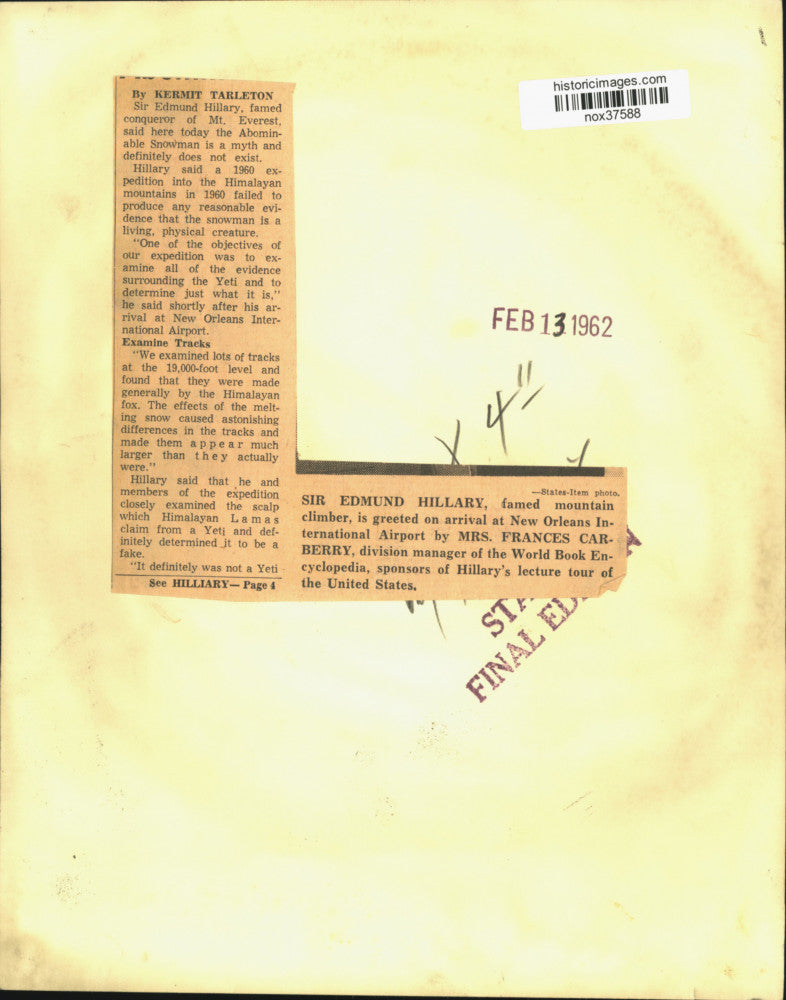 By KERMIT TARLETON
Sir Edmund Hillary, famed
conqueror of Mt. Everest,
said here today the Abomin-
able Snowman is a myth and
definitely does not exist.
Hillary said a 1960 ex-
pedition into the Himalayan
mountains in 1960 failed to
produce any reasonable evi-
dence that the snowman is a
living, physical creature.
"One of the objectives of
our expedition was to ex-
amine all of the evidence
surrounding the Yeti and to
determine just what it is,"
he said shortly after his ar-
rival at New Orleans Inter-
national Airport.
Examine Tracks
"We examined lots of tracks
at the 19,000-foot level and
found that they were made
generally by the Himalayan
fox. The effects of the melt-
ing snow caused astonishing
differences in the tracks and
made them appear much
larger than they actually
were."
Hillary said that he and
members of the expedition
closely examined the scalp
which Himalayan Lamas
claim from a Yeti and def-
initely determined it to be a
fake.
"It definitely was not a Yeti
See HILLIARY— Page 4
historicimages.com
nox37588
FEB 13 1962
x 4"
—States-Item photo.
SIR EDMUND HILLARY, famed mountain
climber, is greeted on arrival at New Orleans In-
ternational Airport by MRS. FRANCES CAR-
BERRY, division manager of the World Book En-
cyclopedia, sponsors of Hillary's lecture tour of
the United States.
FINAL